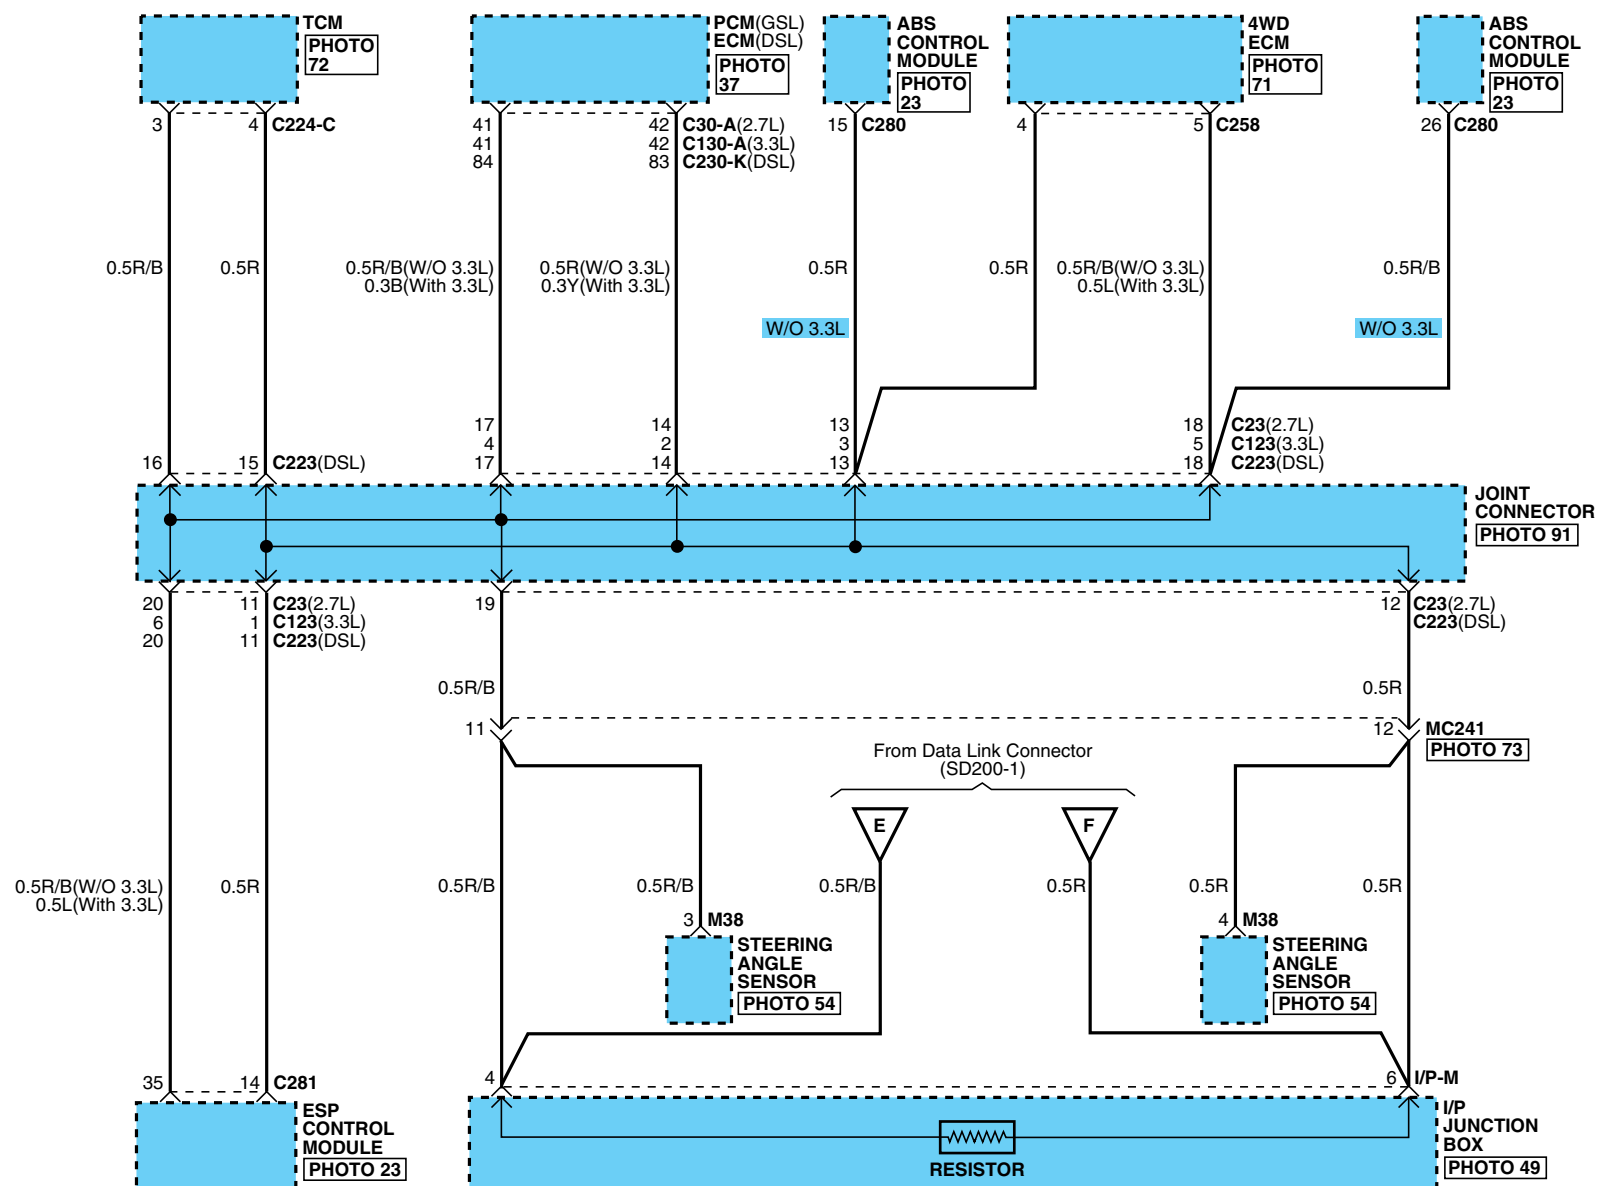 TCM
PHOTO
72
PCM(GSL)
ECM(DSL)
PHOTO
37
ABS
CONTROL
MODULE
PHOTO
23
4WD
ECM
PHOTO
71
ABS
CONTROL
MODULE
PHOTO
23
3
4 C224-C
41
41
84
42 C30-A(2.7L)
42 C130-A(3.3L)
83 C230-K(DSL)
15 C280
4
5 C258
26 C280
0.5R/B
0.5R
0.5R/B(W/O 3.3L)
0.3B(With 3.3L)
0.5R(W/O 3.3L)
0.3Y(With 3.3L)
0.5R
0.5R
0.5R/B(W/O 3.3L)
0.5L(With 3.3L)
0.5R/B
W/O 3.3L
W/O 3.3L
16
15 C223(DSL)
17
4
17
14
2
14
13
3
13
18 C23(2.7L)
5 C123(3.3L)
18 C223(DSL)
JOINT
CONNECTOR
PHOTO 91
20
6
20
11 C23(2.7L)
1 C123(3.3L)
11 C223(DSL)
19
12 C23(2.7L)
C223(DSL)
0.5R/B
0.5R
11
12 MC241
PHOTO 73
From Data Link Connector
(SD200-1)
E
F
0.5R/B(W/O 3.3L)
0.5L(With 3.3L)
0.5R
0.5R/B
0.5R/B
0.5R/B
0.5R
0.5R
0.5R
3 M38
STEERING
ANGLE
SENSOR
PHOTO 54
4 M38
STEERING
ANGLE
SENSOR
PHOTO 54
35
14 C281
ESP
CONTROL
MODULE
PHOTO 23
4
6 I/P-M
I/P
JUNCTION
BOX
PHOTO 49
RESISTOR